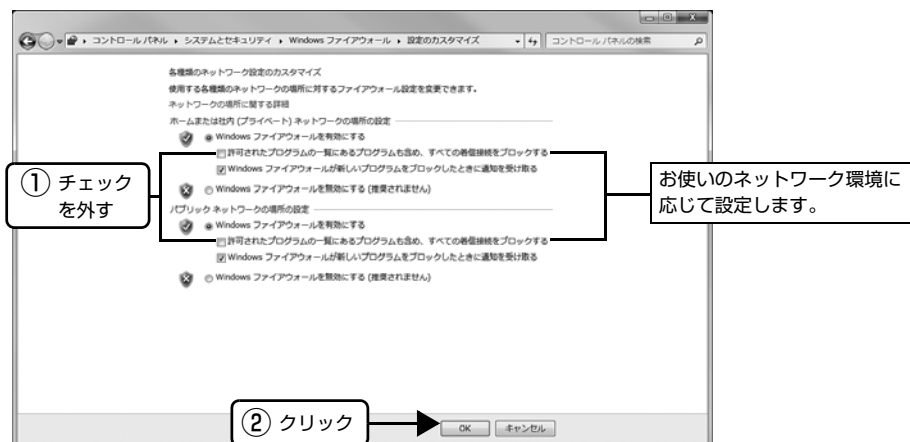 コントロール パネル ▸ システムとセキュリティ ▸ Windows ファイアウォール ▸ 設定のカスタマイズ
コントロール パネルの検索
各種類のネットワーク設定のカスタマイズ
使用する各種類のネットワークの場所に対するファイアウォール設定を変更できます。
ネットワークの場所に関する詳細
ホームまたは社内 (プライベート) ネットワークの場所の設定
Windows ファイアウォールを有効にする
許可されたプログラムの一覧にあるプログラムも含め、すべての着信接続をブロックする
Windows ファイアウォールが新しいプログラムをブロックしたときに通知を受け取る
Windows ファイアウォールを無効にする (推奨されません)
パブリック ネットワークの場所の設定
Windows ファイアウォールを有効にする
許可されたプログラムの一覧にあるプログラムも含め、すべての着信接続をブロックする
Windows ファイアウォールが新しいプログラムをブロックしたときに通知を受け取る
Windows ファイアウォールを無効にする (推奨されません)
① チェック
を外す
お使いのネットワーク環境に
応じて設定します。
② クリック
OK
キャンセル